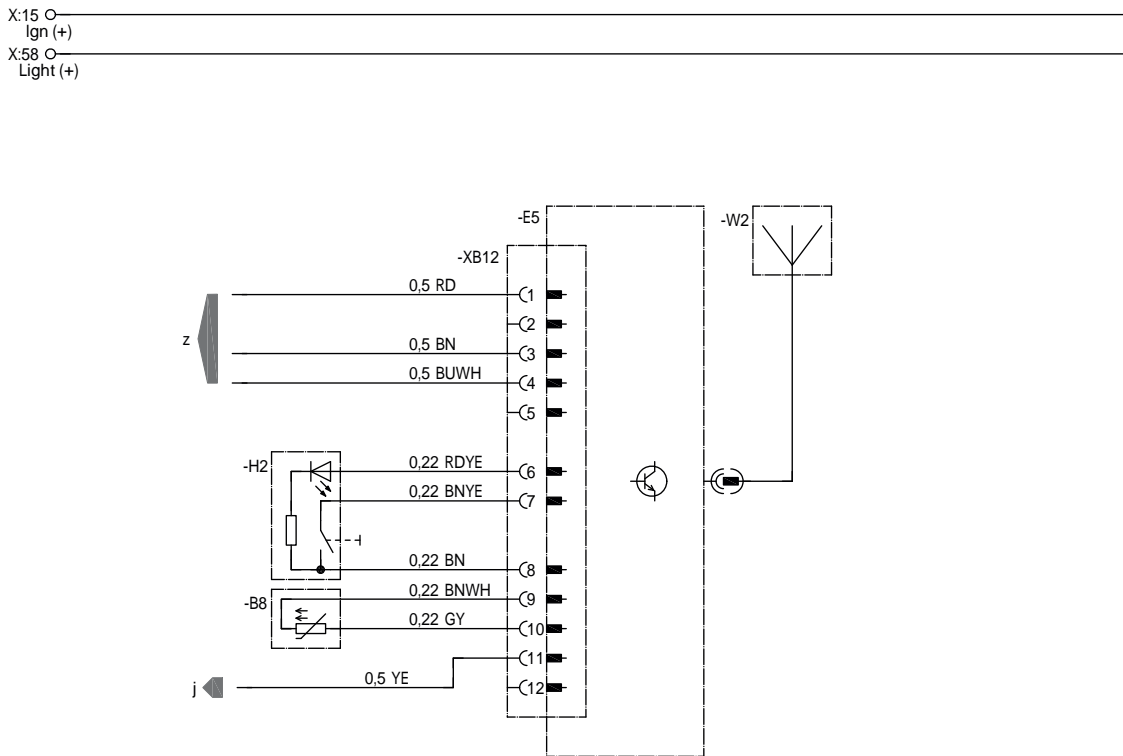 X:15
Ign (+)
X:58
Light (+)
-E5
-W2
-XB12
0,5 RD
1
2
z
0,5 BN
3
0,5 BUWH
4
5
-H2
0,22 RDYE
6
0,22 BNYE
7
0,22 BN
8
0,22 BNWH
9
-B8
0,22 GY
10
11
j
0,5 YE
12